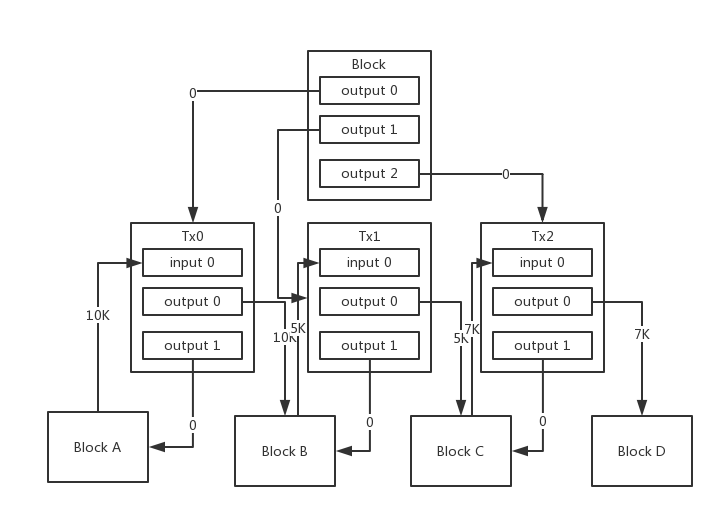 Block
output 0
0
output 1
output 2
0
0
Tx0
Tx1
Tx2
input 0
input 0
input 0
output 0
output 0
output 0
10K
5K
7K
10K
5K
7K
output 1
output 1
output 1
0
0
0
Block A
Block B
Block C
Block D